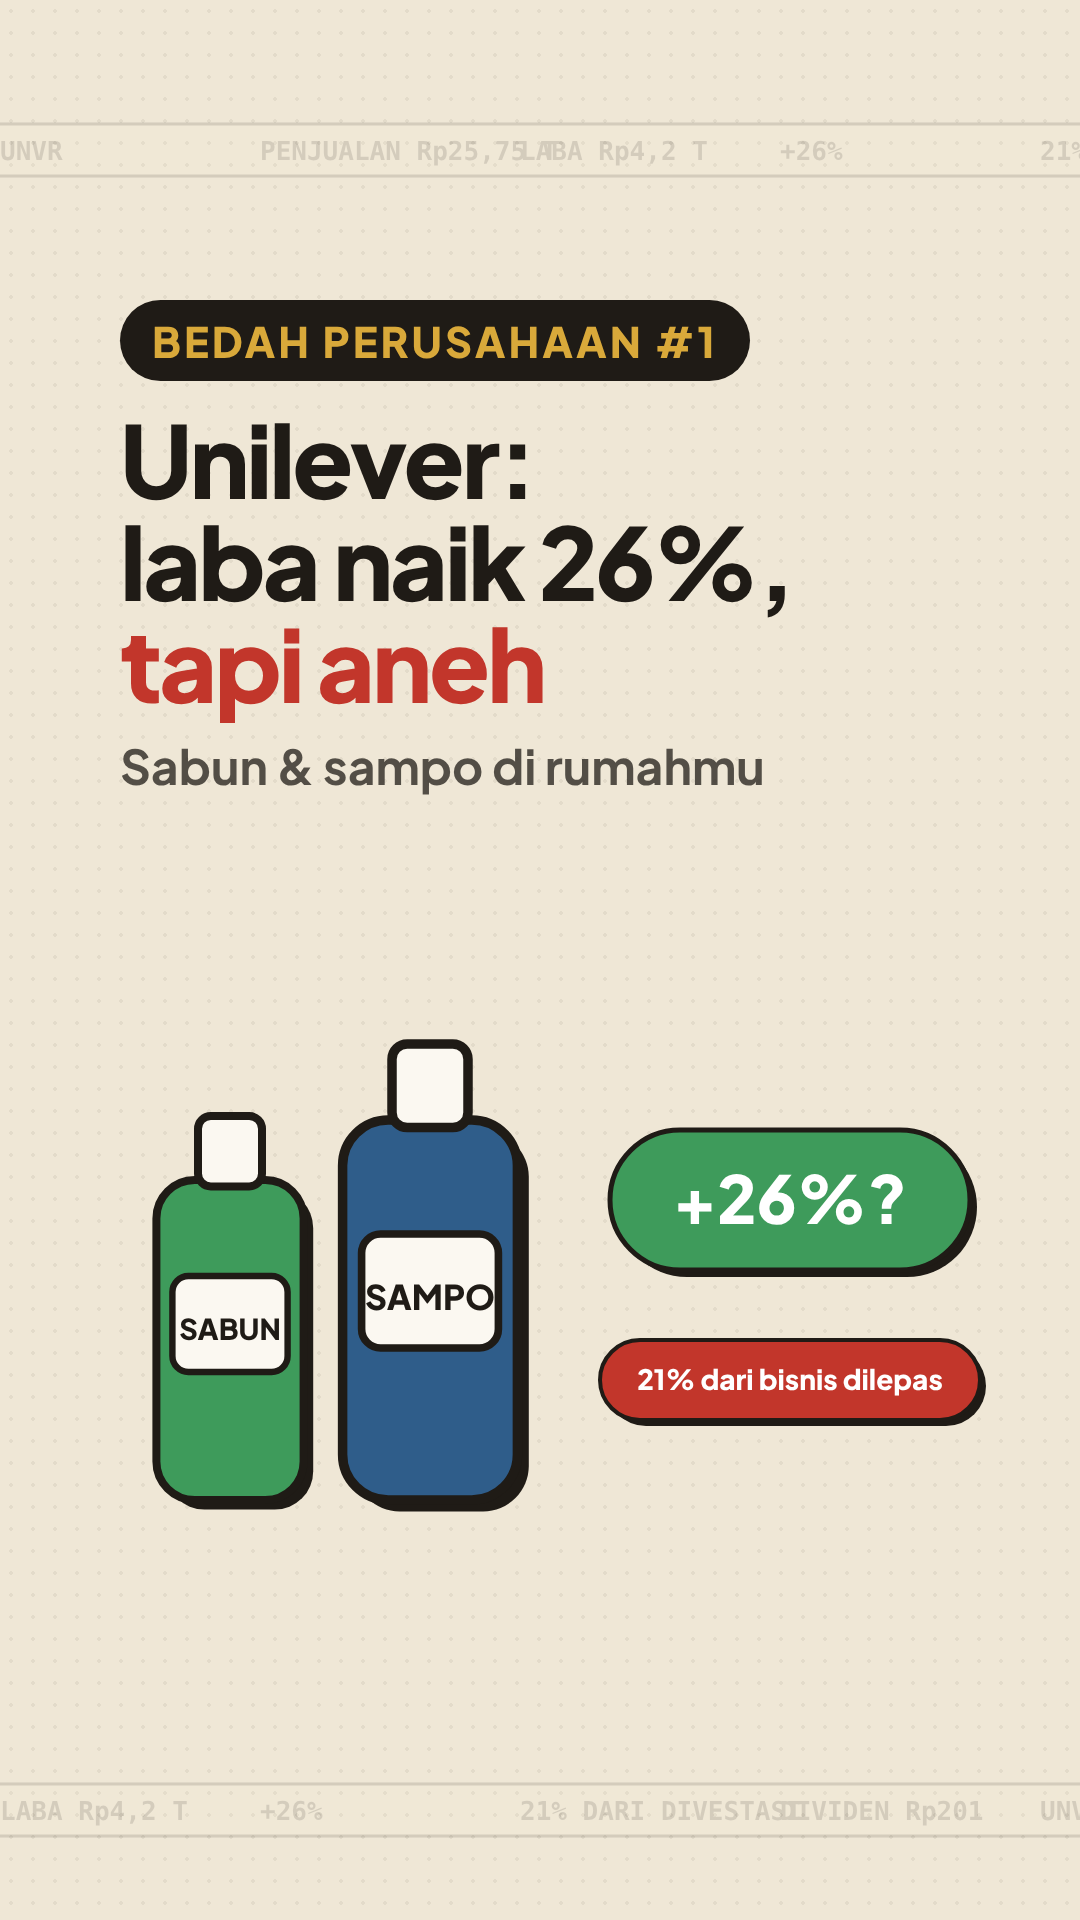 UNVR PENJUALAN Rp25,75 T LABA Rp4,2 T +26% 21%
BEDAH PERUSAHAAN #1
Unilever:
laba naik 26%,
tapi aneh
Sabun & sampo di rumahmu
+26%?
SAMPO
SABUN
21% dari bisnis dilepas
LABA Rp4,2 T +26% 21% DARI DIVESTASI DIVIDEN Rp201